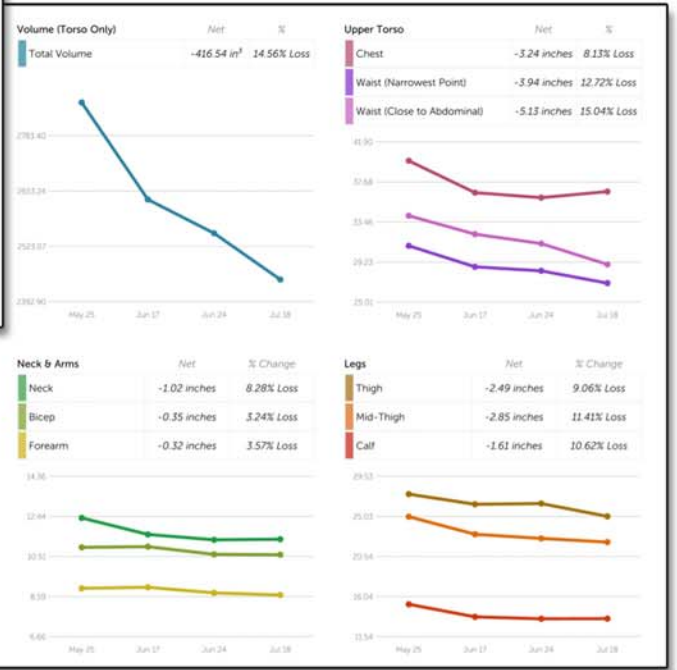 Volume (Torso Only) Net %
Total Volume -416.54 in³ 14.56% Loss
2783.40
2523.07
2392.90
May 25 Jun 17 Jun 24 Jul 18
Upper Torso Net %
Chest -3.24 inches 8.13% Loss
Waist (Narrowest Point) -3.94 inches 12.72% Loss
Waist (Close to Abdominal) -5.13 inches 15.04% Loss
41.90
37.68
33.46
29.23
25.01
May 25 Jun 17 Jun 24 Jul 18
Neck & Arms Net % Change
Neck -1.02 inches 8.28% Loss
Bicep -0.35 inches 3.24% Loss
Forearm -0.32 inches 3.57% Loss
12.44
10.51
8.59
6.66
May 25 Jun 17 Jun 24 Jul 18
Legs Net % Change
Thigh -2.49 inches 9.06% Loss
Mid-Thigh -2.85 inches 11.41% Loss
Calf -1.61 inches 10.62% Loss
29.53
25.03
20.54
16.04
11.54
May 25 Jun 17 Jun 24 Jul 18